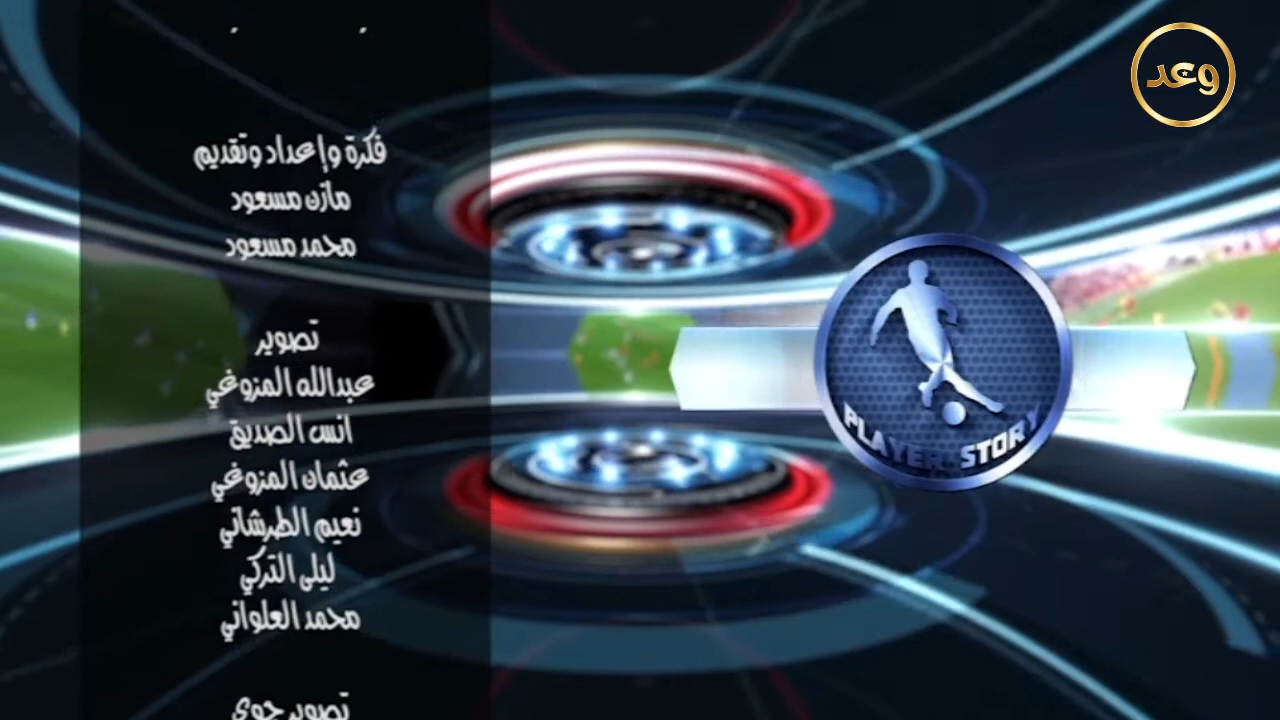 وعد
فكرة وإعداد وتقديم
مازن مسعود
محمد مسعود
تصوير
عبدالله المزوغي
انس الصديق
عثمان المزوغي
نعيم الطرشاني
ليلى التركي
محمد العلواني
تصوير جوي
PLAYER STORY